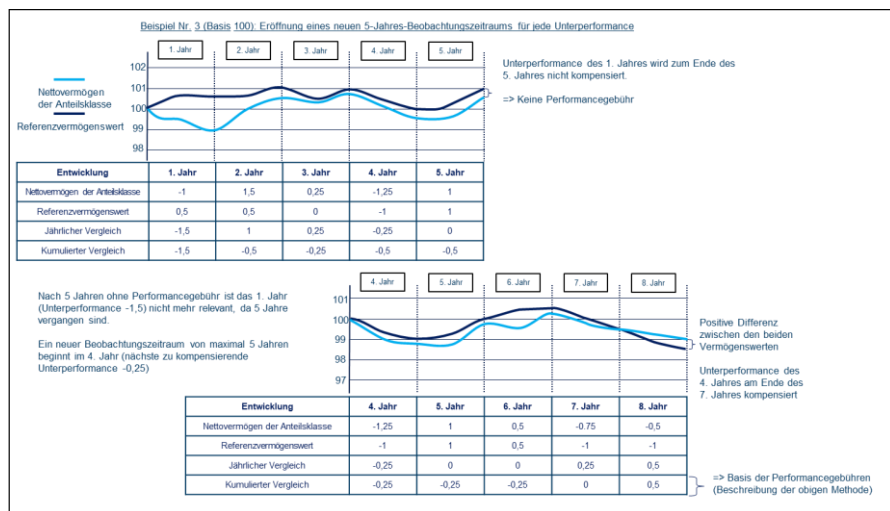 Beispiel Nr. 3 (Basis 100): Eröffnung eines neuen 5-Jahres-Beobachtungszeitraums für jede Unterperformance
1. Jahr 2. Jahr 3. Jahr 4. Jahr 5. Jahr
102
101
100
99
98
Nettovermögen
der Anteilsklasse
Referenzvermögenswert
Unterperformance des 1. Jahres wird zum Ende des
5. Jahres nicht kompensiert.
=> Keine Performancegebühr
Entwicklung 1. Jahr 2. Jahr 3. Jahr 4. Jahr 5. Jahr
Nettovermögen der Anteilsklasse -1 1,5 0,25 -1,25 1
Referenzvermögenswert 0,5 0,5 0 -1 1
Jährlicher Vergleich -1,5 1 0,25 -0,25 0
Kumulierter Vergleich -1,5 -0,5 -0,25 -0,5 -0,5
Nach 5 Jahren ohne Performancegebühr ist das 1. Jahr
(Unterperformance -1,5) nicht mehr relevant, da 5 Jahre
vergangen sind.
Ein neuer Beobachtungszeitraum von maximal 5 Jahren
beginnt im 4. Jahr (nächste zu kompensierende
Unterperformance -0,25)
4. Jahr 5. Jahr 6. Jahr 7. Jahr 8. Jahr
101
100
99
98
97
Positive Differenz
zwischen den beiden
Vermögenswerten
Unterperformance des
4. Jahres am Ende des
7. Jahres kompensiert
Entwicklung 4. Jahr 5. Jahr 6. Jahr 7. Jahr 8. Jahr
Nettovermögen der Anteilsklasse -1,25 1 0,5 -0.75 -0,5
Referenzvermögenswert -1 1 0,5 -1 -1
Jährlicher Vergleich -0,25 0 0 0,25 0,5
Kumulierter Vergleich -0,25 -0,25 -0,25 0 0,5
=> Basis der Performancegebühren
(Beschreibung der obigen Methode)